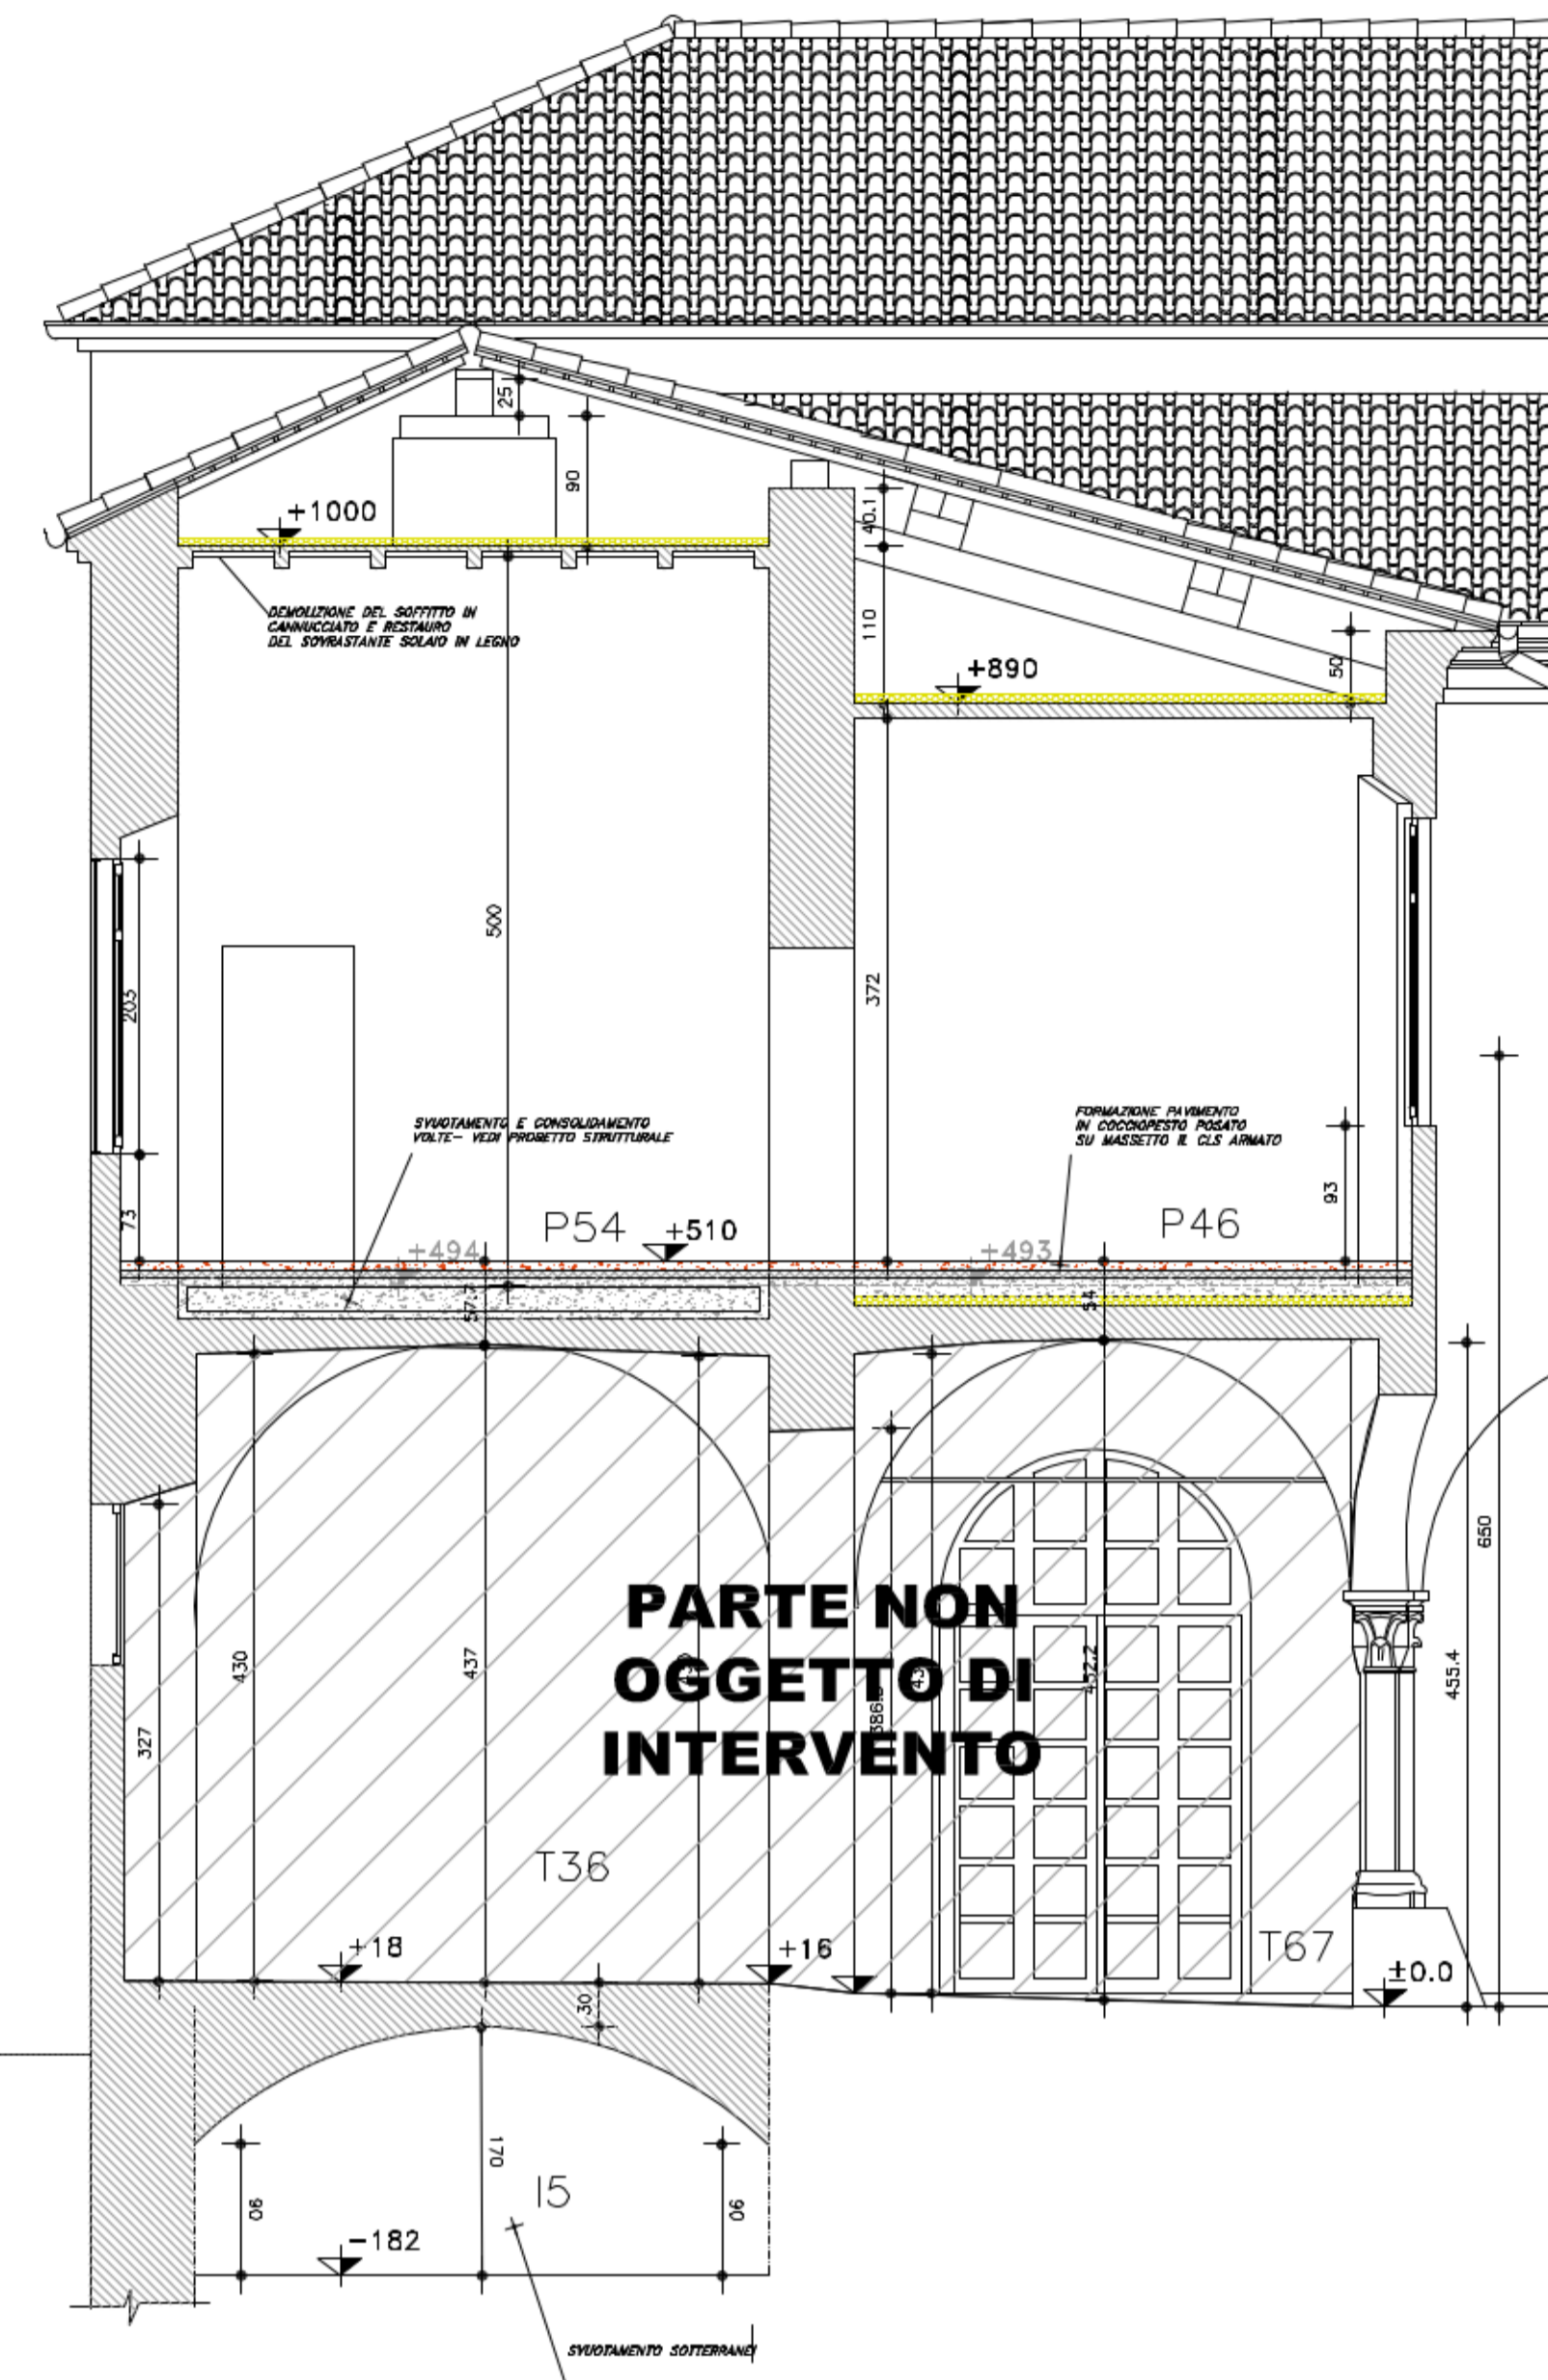 25
90
+1000
40.1
DEMOLIZIONE DEL SOFFITTO IN
CANNUCCIATO E RESTAURO
DEL SOVRASTANTE SOLAIO IN LEGNO
110
50
+890
500
203
372
SVUOTAMENTO E CONSOLIDAMENTO
VOLTE- VEDI PROGETTO STRUTTURALE
FORMAZIONE PAVIMENTO
IN COCCIOPESTO POSATO
SU MASSETTO IL CLS ARMATO
73
93
P54
+510
P46
+494
+493
54
650
PARTE NON
OGGETTO DI
INTERVENTO
430
437
452.2
455.4
327
T36
T67
+18
+16
±0.0
30
170
90
90
I5
-182
SVUOTAMENTO SOTTERRANEI